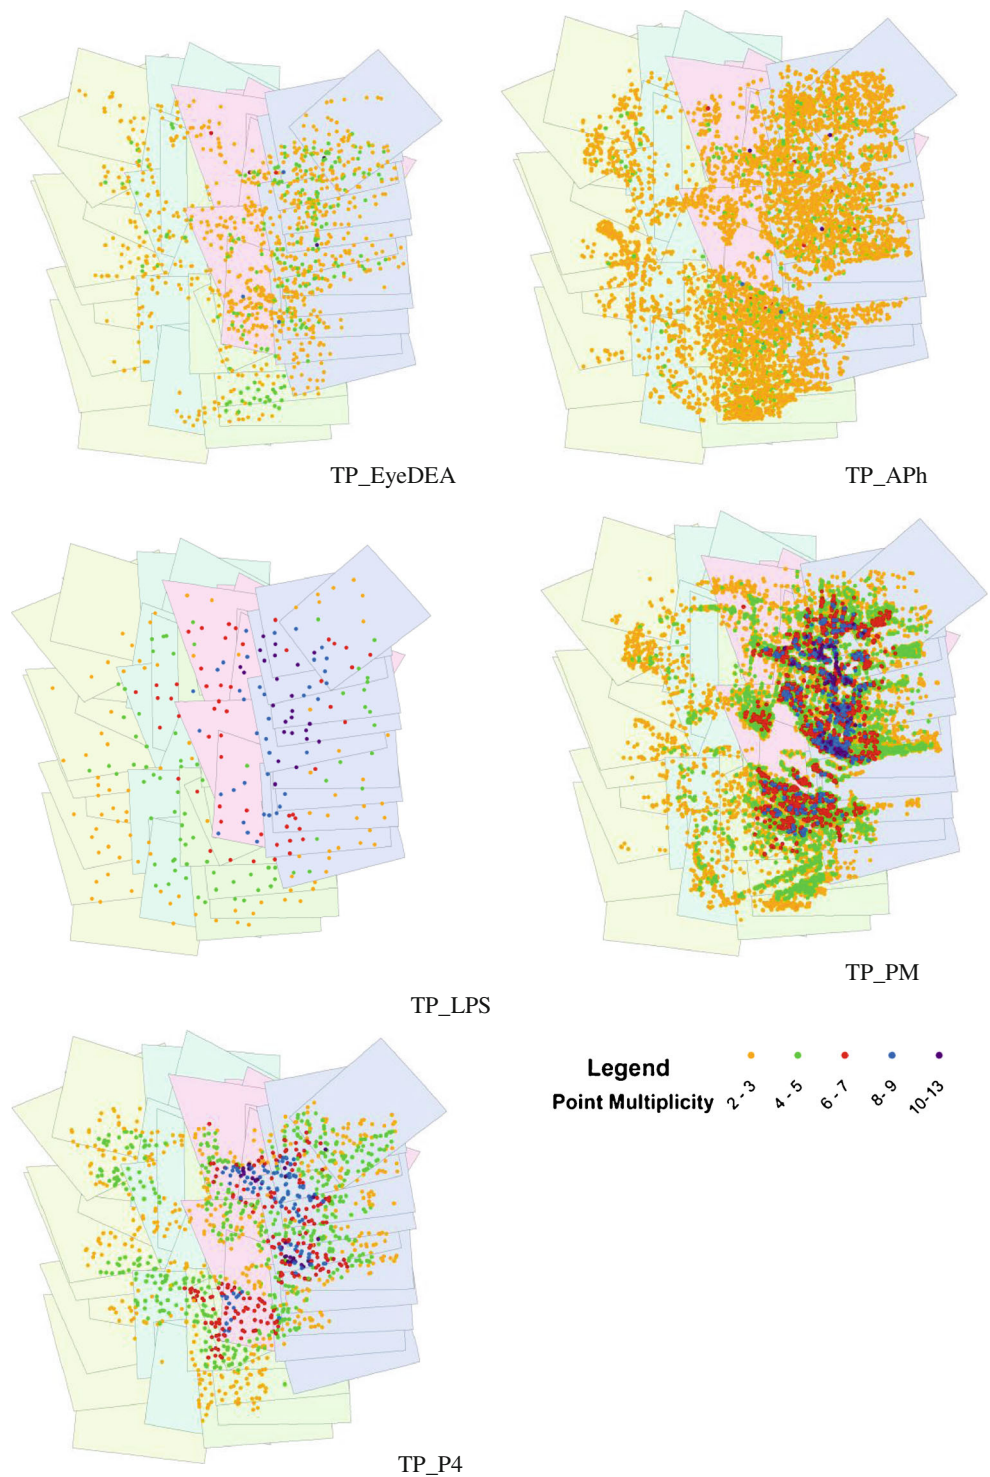 TP_EyeDEA
TP_APh
TP_PM
TP_LPS
Legend
Point Multiplicity 2 - 3 4 - 5 6 - 7 8 - 9 10-13
TP_P4